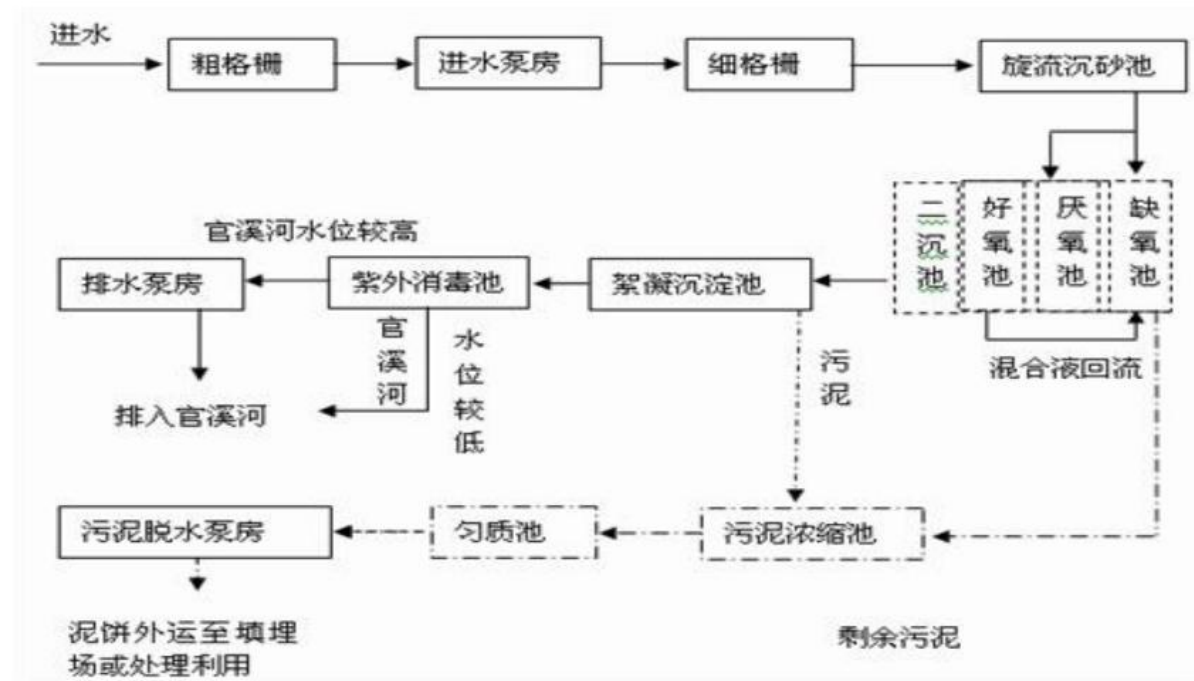 进水
粗格栅
进水泵房
细格栅
旋流沉砂池
二沉池
好氧池
厌氧池
缺氧池
官溪河水位较高
排水泵房
紫外消毒池
絮凝沉淀池
官溪河
水位较低
污泥
混合液回流
排入官溪河
污泥脱水泵房
匀质池
污泥浓缩池
泥饼外运至填埋
场或处理利用
剩余污泥